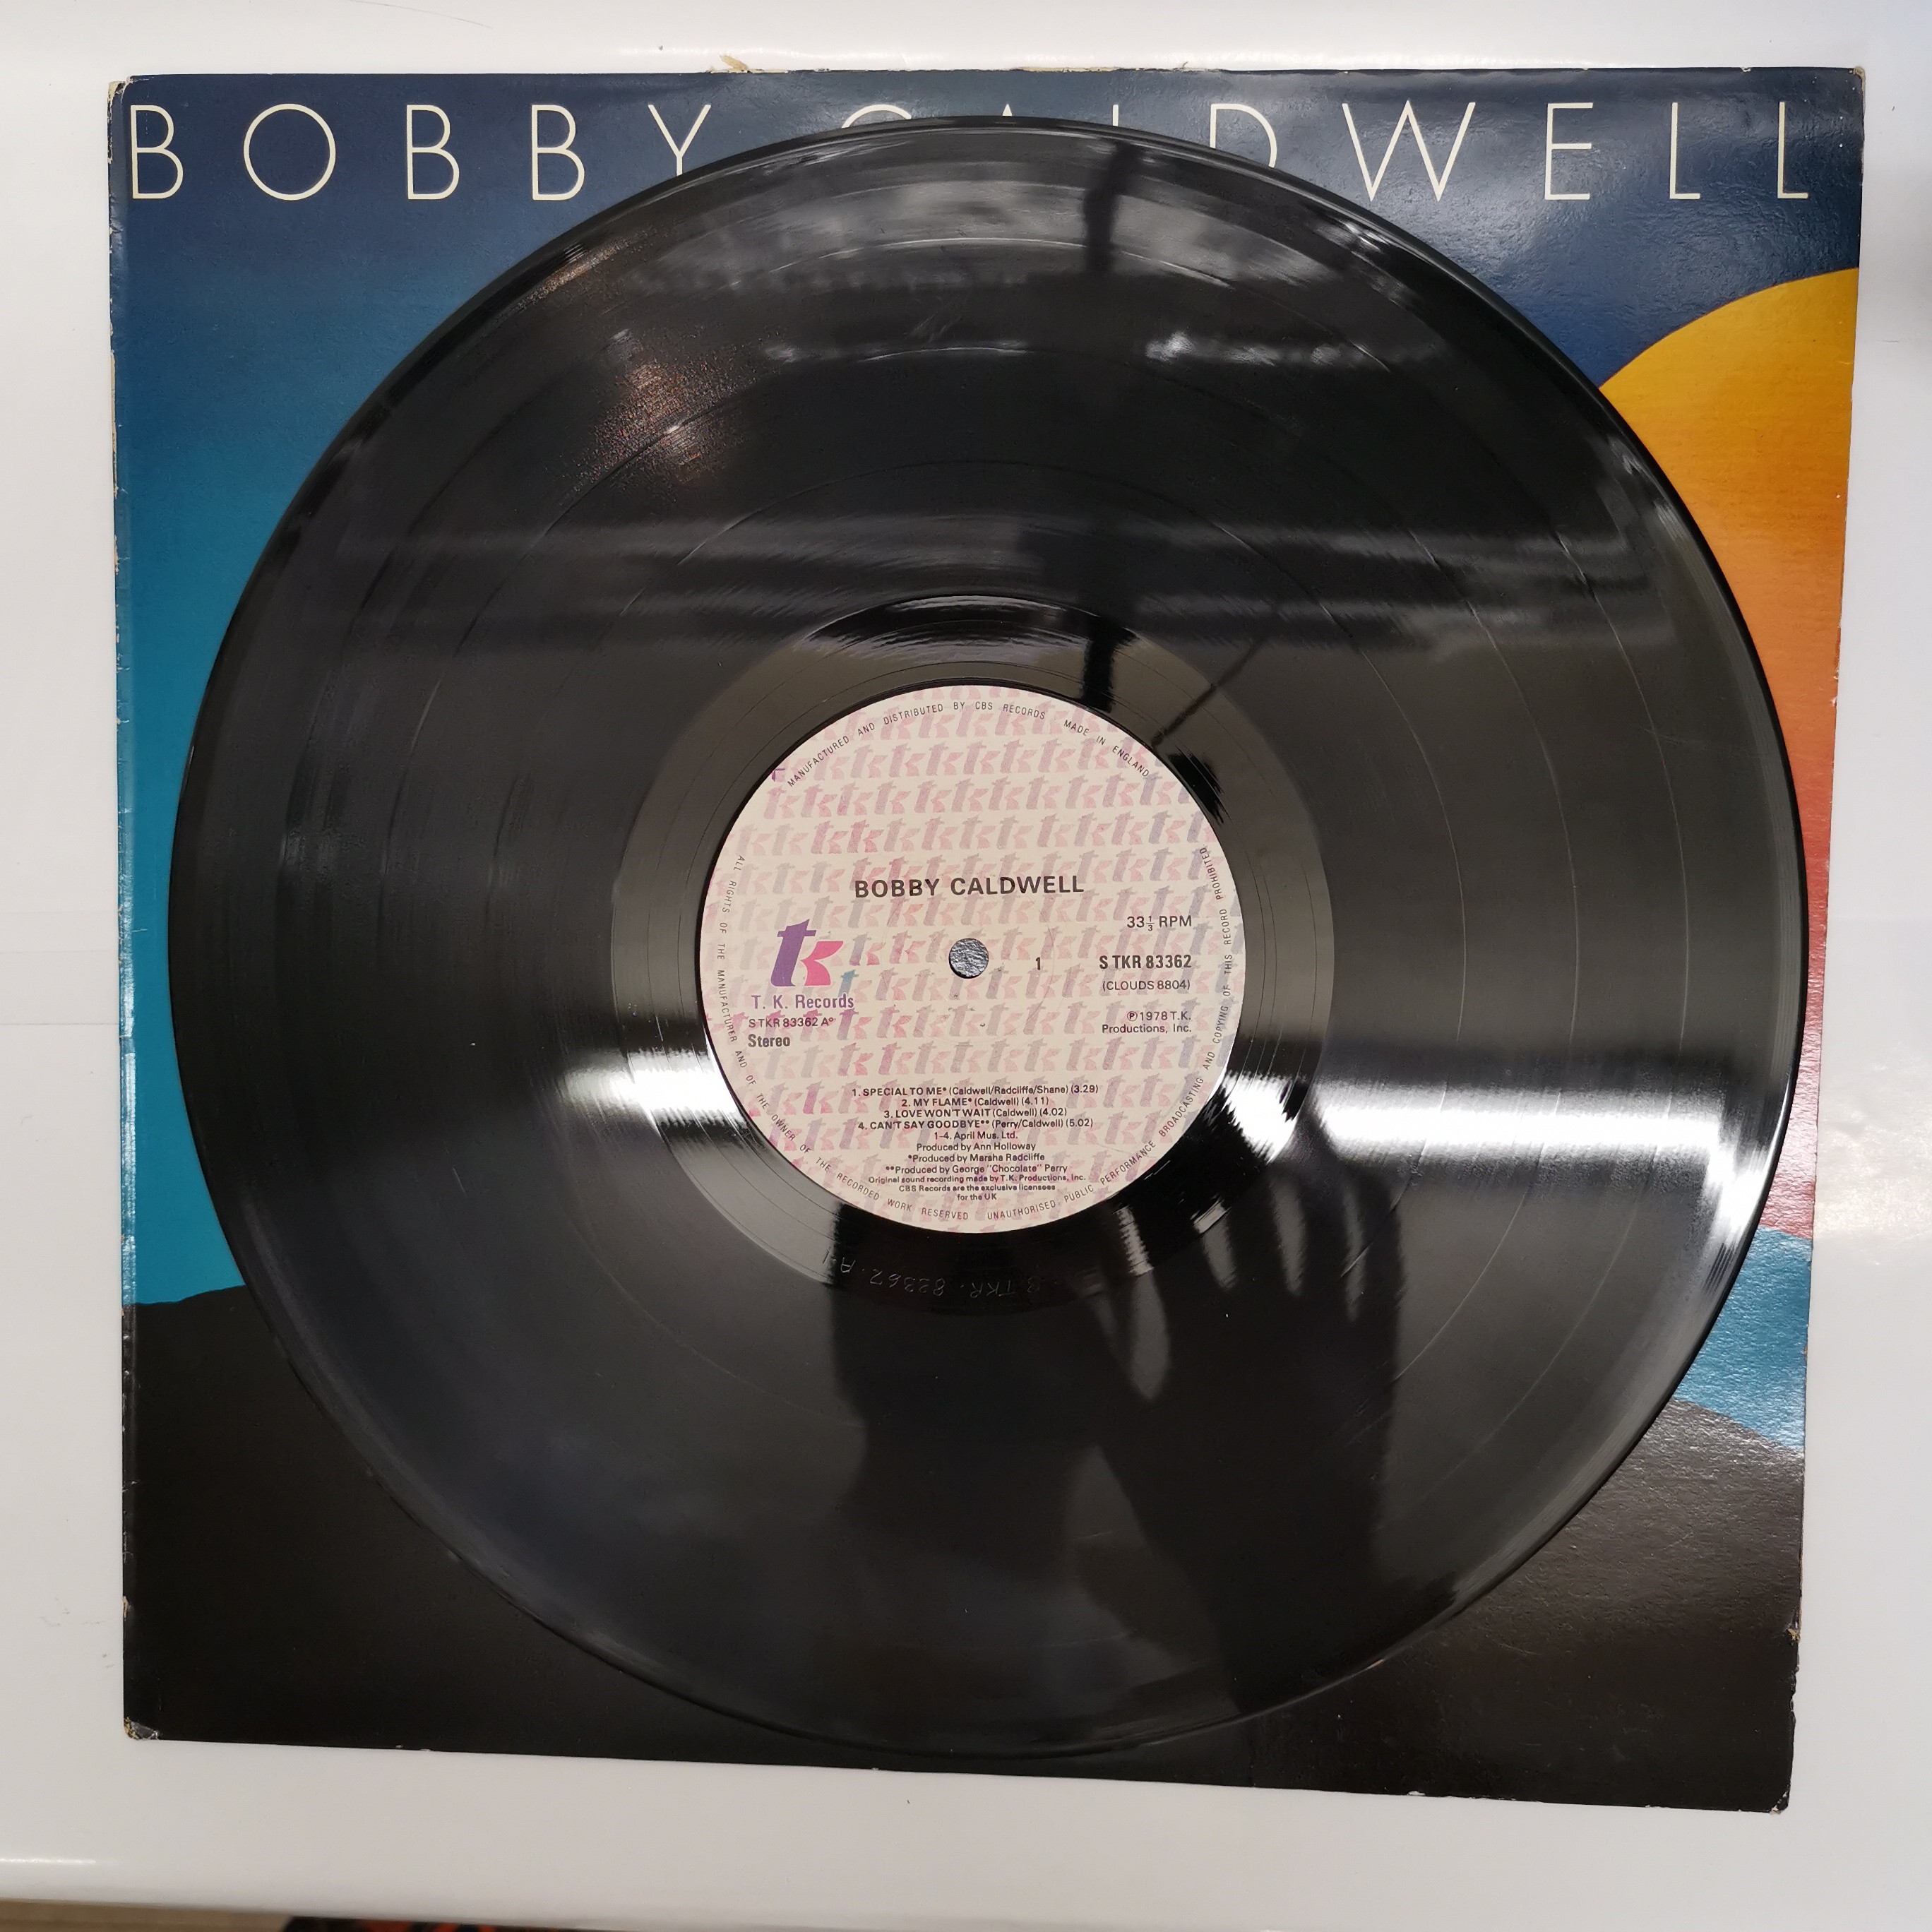 BOBBY CALDWELL
MANUFACTURED AND DISTRIBUTED BY CBS RECORDS MADE IN ENGLAND
BOBBY CALDWELL
33⅓ RPM
tk
1
S TKR 83362
(CLOUDS 8804)
T. K. Records
S TKR 83362 A°
Stereo
℗1978 T.K.
Productions, Inc.
1. SPECIAL TO ME* (Caldwell/Radcliffe/Shane) (3.29)
2. MY FLAME* (Caldwell) (4.11)
3. LOVE WON'T WAIT (Caldwell) (4.02)
4. CAN'T SAY GOODBYE** (Perry/Caldwell) (5.02)
1-4. April Mus. Ltd.
Produced by Ann Holloway
*Produced by Marsha Radcliffe
**Produced by George "Chocolate" Perry
Original sound recording made by T.K. Productions, Inc.
CBS Records are the exclusive licensees
for the UK
ALL RIGHTS OF THE MANUFACTURER AND OF THE OWNER OF THE RECORDED WORK RESERVED UNAUTHORISED PUBLIC PERFORMANCE BROADCASTING AND COPYING OF THIS RECORD PROHIBITED
S TKR. 83362. A-1